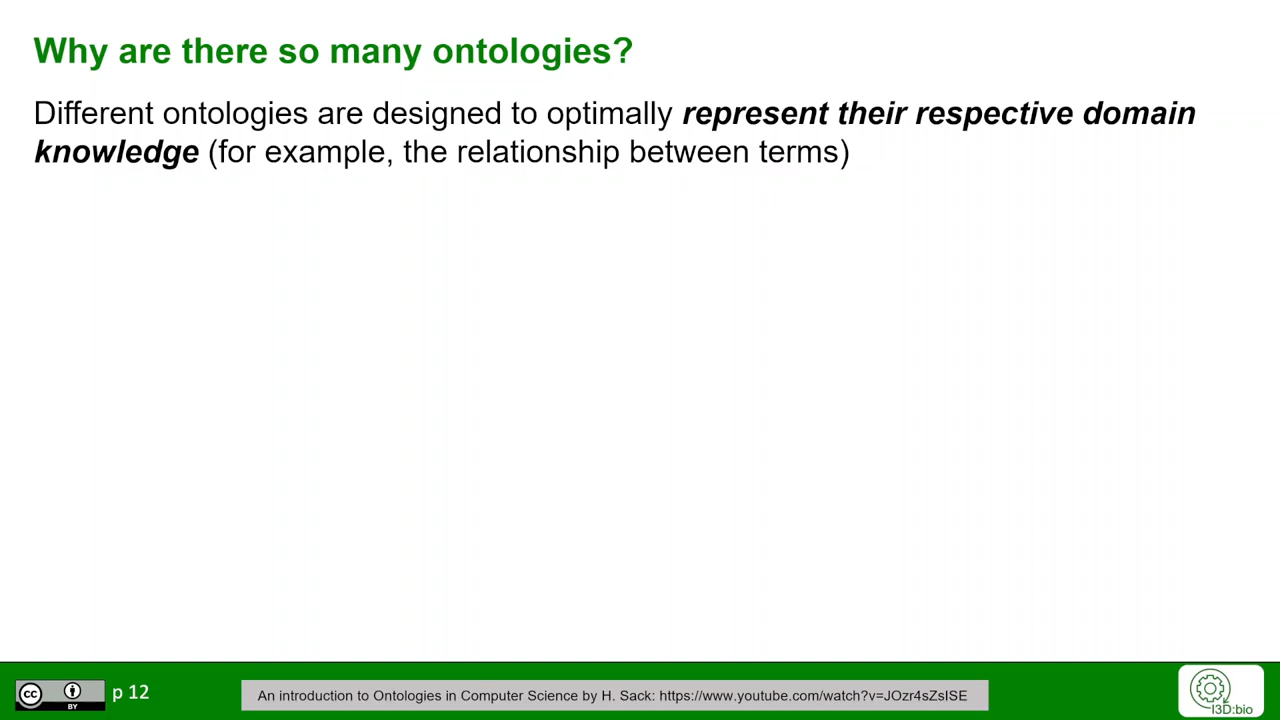 Why are there so many ontologies?
Different ontologies are designed to optimally represent their respective domain
knowledge (for example, the relationship between terms)
cc
BY
p 12
An introduction to Ontologies in Computer Science by H. Sack: https://www.youtube.com/watch?v=JOzr4sZsISE
I3D:bio